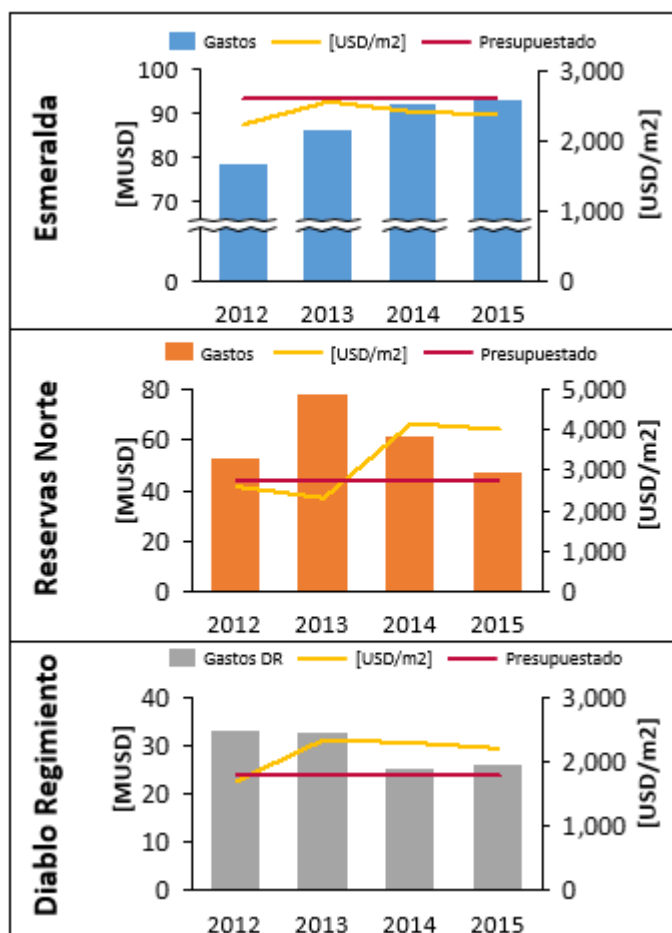 Esmeralda
Gastos [USD/m2] Presupuestado
[MUSD]
100
90
80
70
0
3,000
2,000
1,000
0
[USD/m2]
2012 2013 2014 2015
Reservas Norte
Gastos [USD/m2] Presupuestado
[MUSD]
80
60
40
20
0
5,000
4,000
3,000
2,000
1,000
0
[USD/m2]
2012 2013 2014 2015
Diablo Regimiento
Gastos DR [USD/m2] Presupuestado
[MUSD]
40
30
20
10
0
3,000
2,000
1,000
0
[USD/m2]
2012 2013 2014 2015